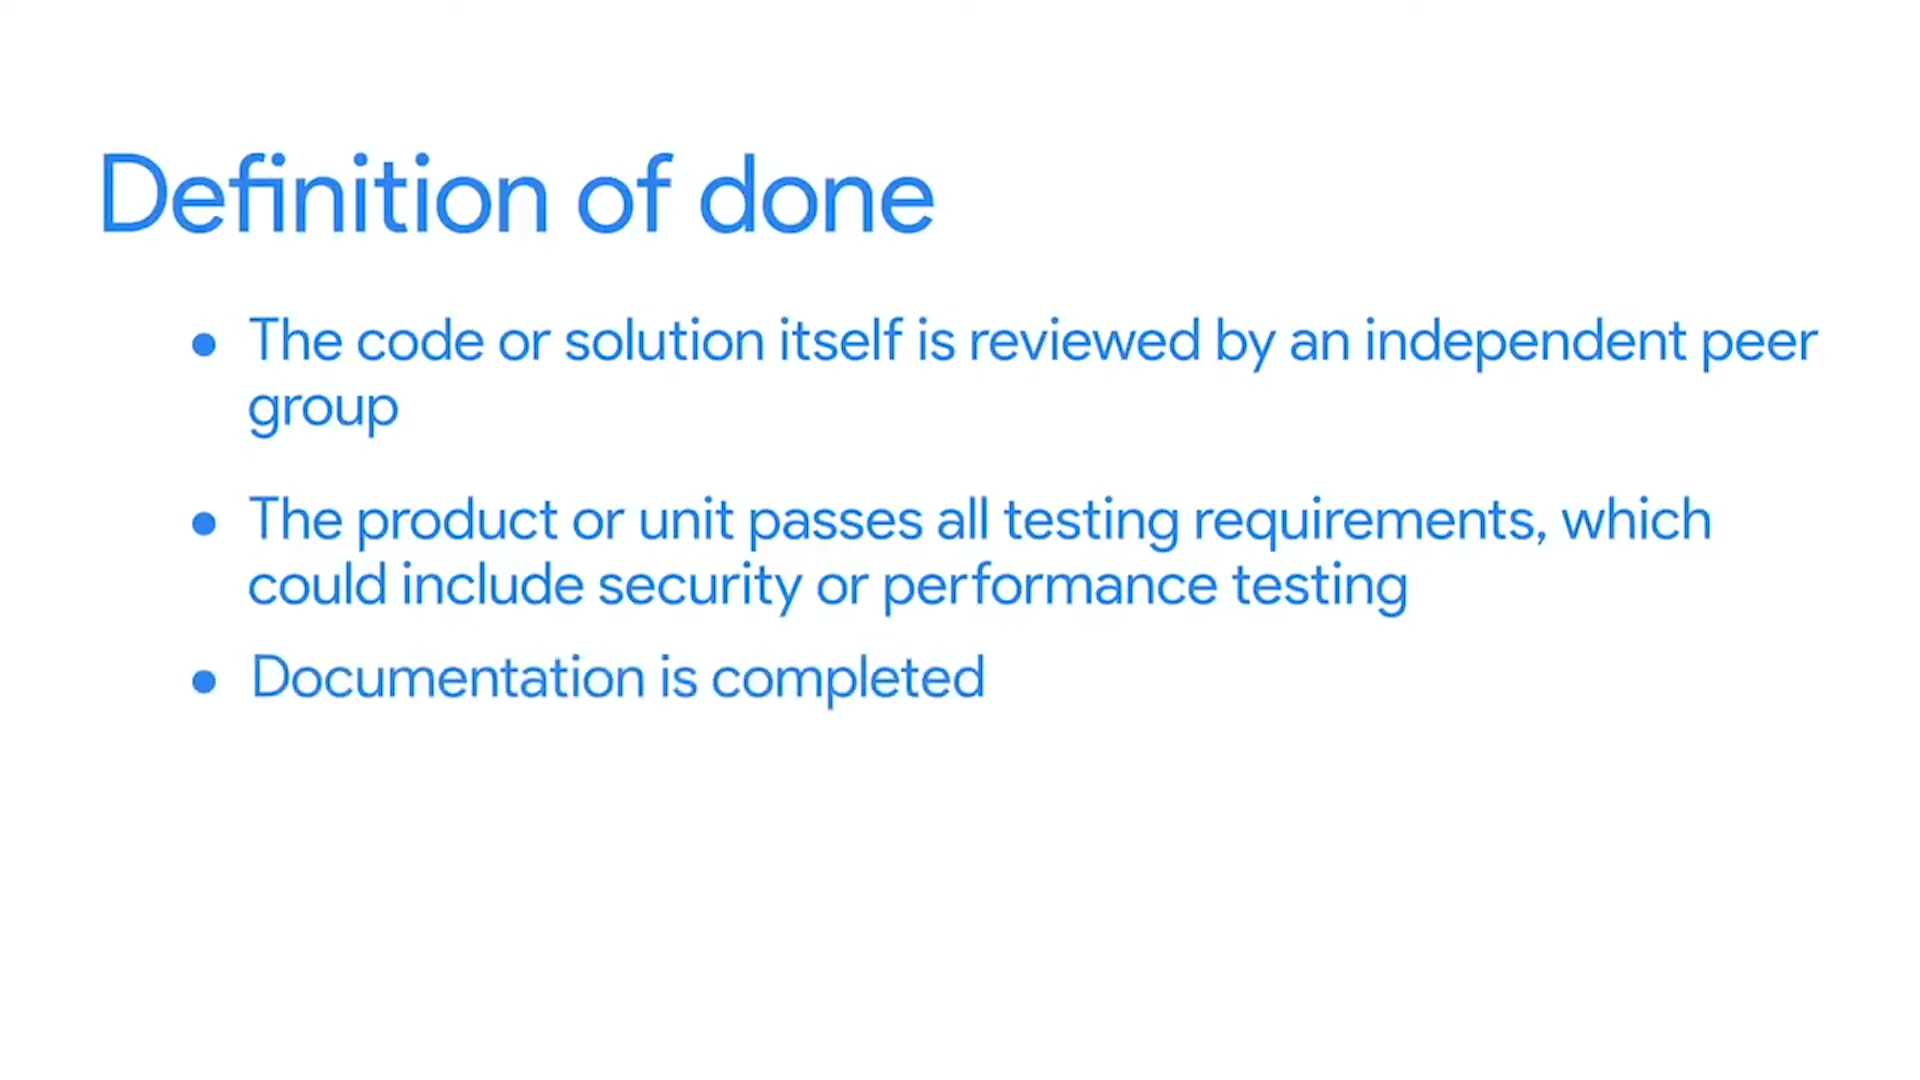 Definition of done
● The code or solution itself is reviewed by an independent peer
group
● The product or unit passes all testing requirements, which
could include security or performance testing
● Documentation is completed